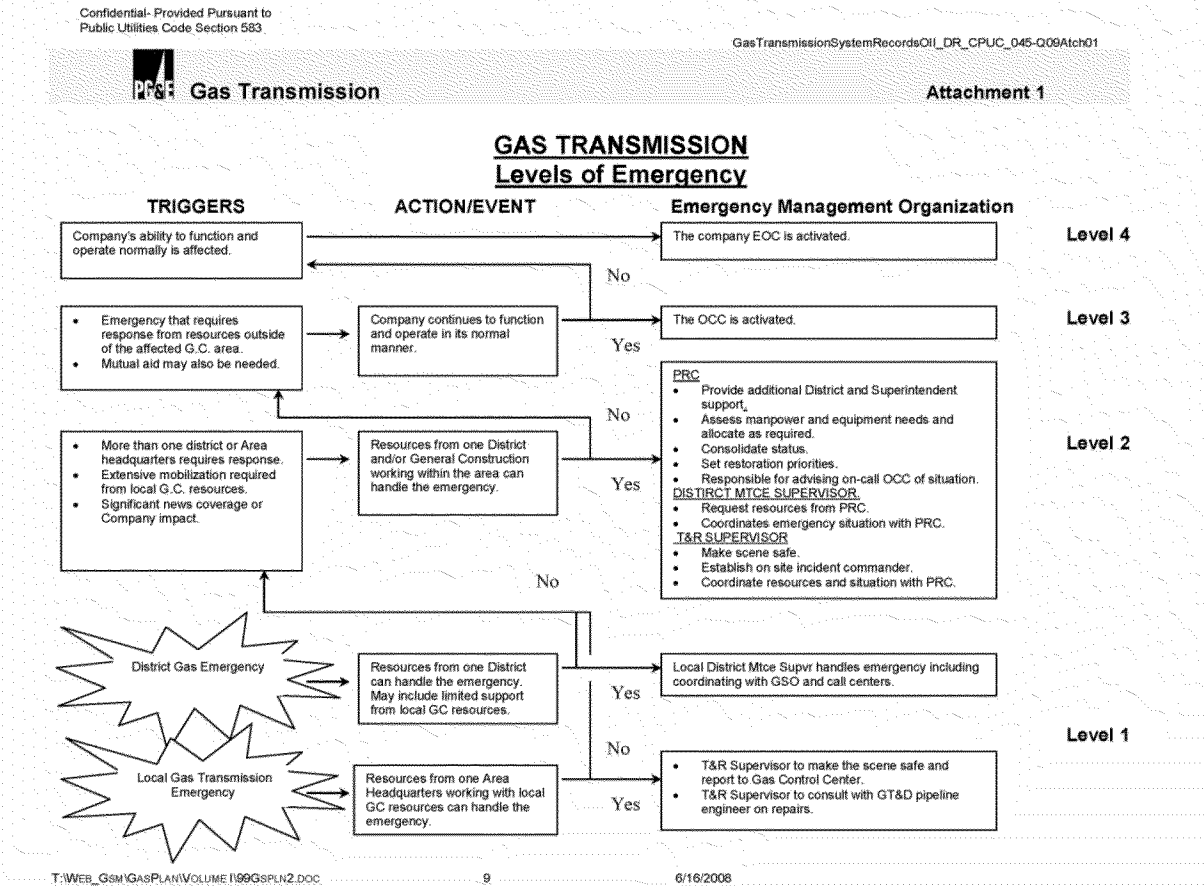 Confidential- Provided Pursuant to
Public Utilities Code Section 583
GasTransmissionSystemRecordsOII_DR_CPUC_045-Q09Atch01
PG&E Gas Transmission
Attachment 1
GAS TRANSMISSION
Levels of Emergency
TRIGGERS
ACTION/EVENT
Emergency Management Organization
Company's ability to function and
operate normally is affected.
The company EOC is activated.
Level 4
No
• Emergency that requires
response from resources outside
of the affected G.C. area.
• Mutual aid may also be needed.
Company continues to function
and operate in its normal
manner.
The OCC is activated.
Level 3
Yes
No
• More than one district or Area
headquarters requires response.
• Extensive mobilization required
from local G.C. resources.
• Significant news coverage or
Company impact.
Resources from one District
and/or General Construction
working within the area can
handle the emergency.
Yes
PRC
• Provide additional District and Superintendent
support.
• Assess manpower and equipment needs and
allocate as required.
• Consolidate status.
• Set restoration priorities.
• Responsible for advising on-call OCC of situation.
DISTIRCT MTCE SUPERVISOR.
• Request resources from PRC.
• Coordinates emergency situation with PRC.
T&R SUPERVISOR
• Make scene safe.
• Establish on site incident commander.
• Coordinate resources and situation with PRC.
Level 2
No
District Gas Emergency
Resources from one District
can handle the emergency.
May include limited support
from local GC resources.
Yes
Local District Mtce Supvr handles emergency including
coordinating with GSO and call centers.
Level 1
No
Local Gas Transmission
Emergency
Resources from one Area
Headquarters working with local
GC resources can handle the
emergency.
Yes
• T&R Supervisor to make the scene safe and
report to Gas Control Center.
• T&R Supervisor to consult with GT&D pipeline
engineer on repairs.
T:\WEB_GSM\GASPLAN\VOLUME I\99GSPLN2.DOC
9
6/16/2008